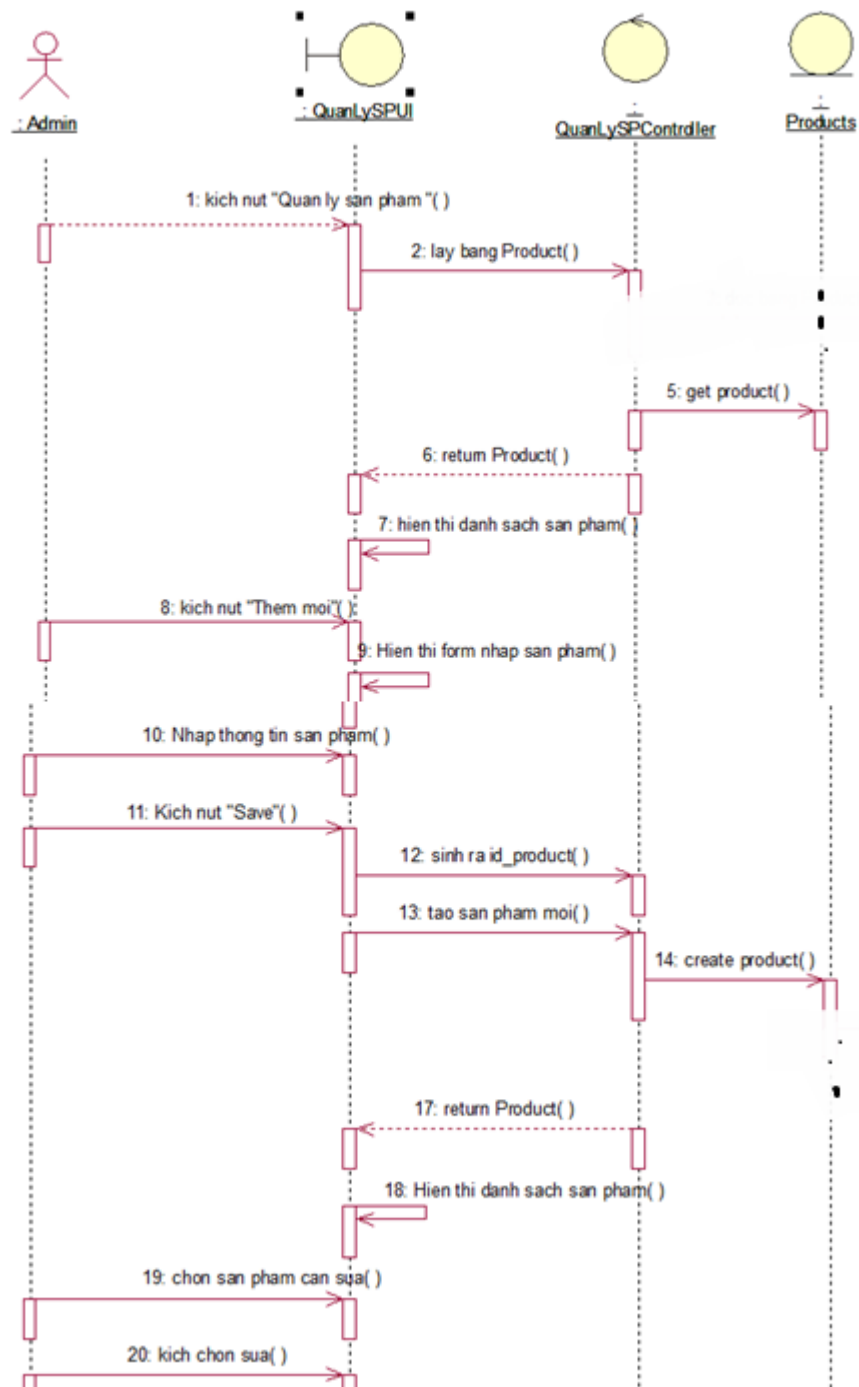 : Admin
: QuanLySPUI
:
QuanLySPController
:
Products
1: kich nut "Quan ly san pham "( )
2: lay bang Product( )
5: get product( )
6: return Product( )
7: hien thi danh sach san pham( )
8: kich nut "Them moi"( )
9: Hien thi form nhap san pham( )
10: Nhap thong tin san pham( )
11: Kich nut "Save"( )
12: sinh ra id_product( )
13: tao san pham moi( )
14: create product( )
17: return Product( )
18: Hien thi danh sach san pham( )
19: chon san pham can sua( )
20: kich chon sua( )